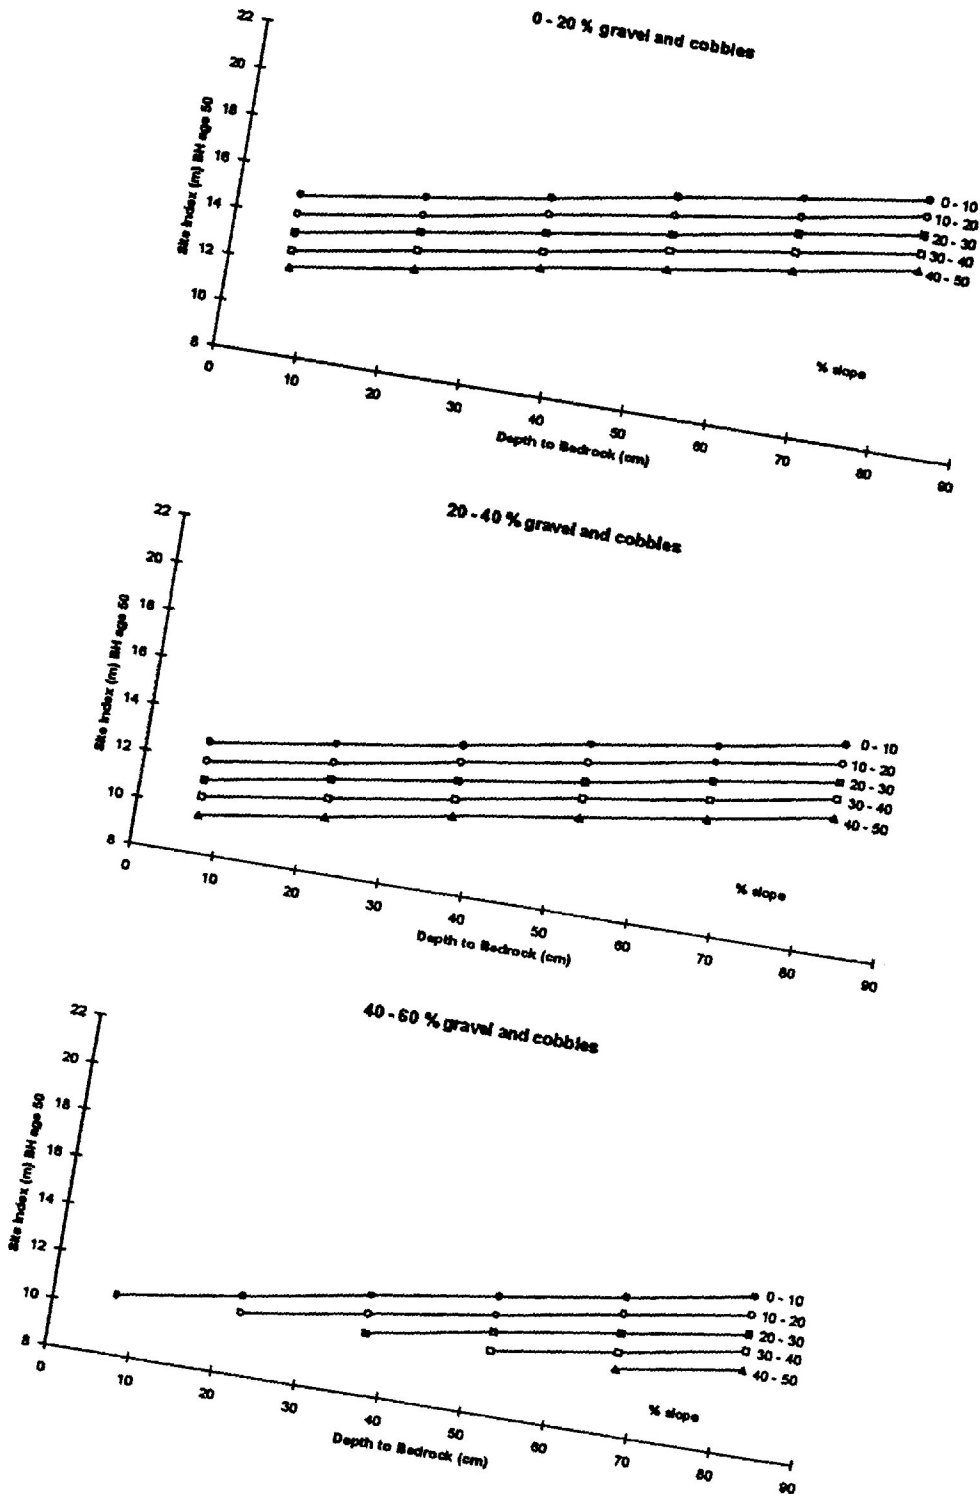 0 - 20 % gravel and cobbles
22
20
18
16
14
12
10
8
Site Index (m) BH age 50
0 - 10
10 - 20
20 - 30
30 - 40
40 - 50
% slope
0
10
20
30
40
50
60
70
80
90
Depth to Bedrock (cm)
20 - 40 % gravel and cobbles
22
20
18
16
14
12
10
8
Site Index (m) BH age 50
0 - 10
10 - 20
20 - 30
30 - 40
40 - 50
% slope
0
10
20
30
40
50
60
70
80
90
Depth to Bedrock (cm)
40 - 60 % gravel and cobbles
22
20
18
16
14
12
10
8
Site Index (m) BH age 50
0 - 10
10 - 20
20 - 30
30 - 40
40 - 50
% slope
0
10
20
30
40
50
60
70
80
90
Depth to Bedrock (cm)